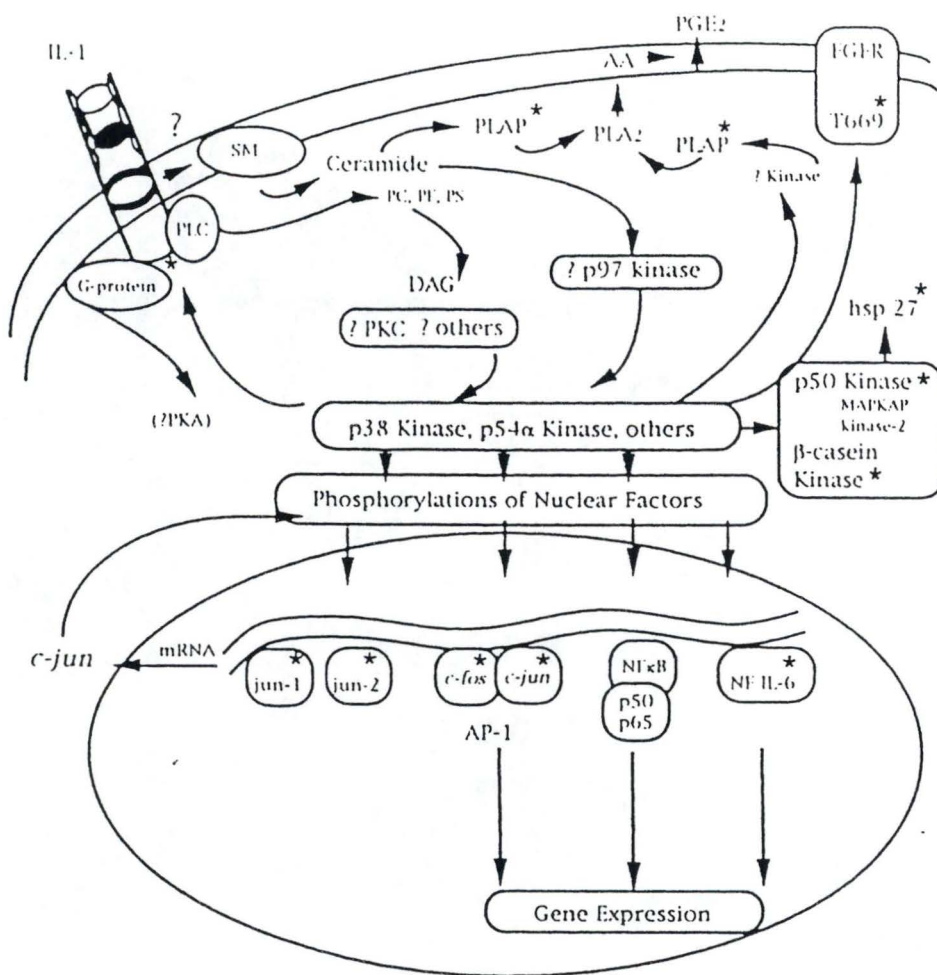 PGE2
IL-1
AA
EGFR
T669*
?
SM
PLAP*
PLA2
PLAP*
Ceramide
? Kinase
PC, PE, PS
PLC
*
G-protein
DAG
? p97 kinase
? PKC ? others
hsp 27*
(?PKA)
p38 Kinase, p54α Kinase, others
p50 Kinase*
MAPKAP
kinase-2
β-casein
Kinase*
Phosphorylations of Nuclear Factors
c-jun
mRNA
jun-1*
jun-2*
c-fos*
c-jun*
NFκB
p50
p65
NF IL-6*
AP-1
Gene Expression